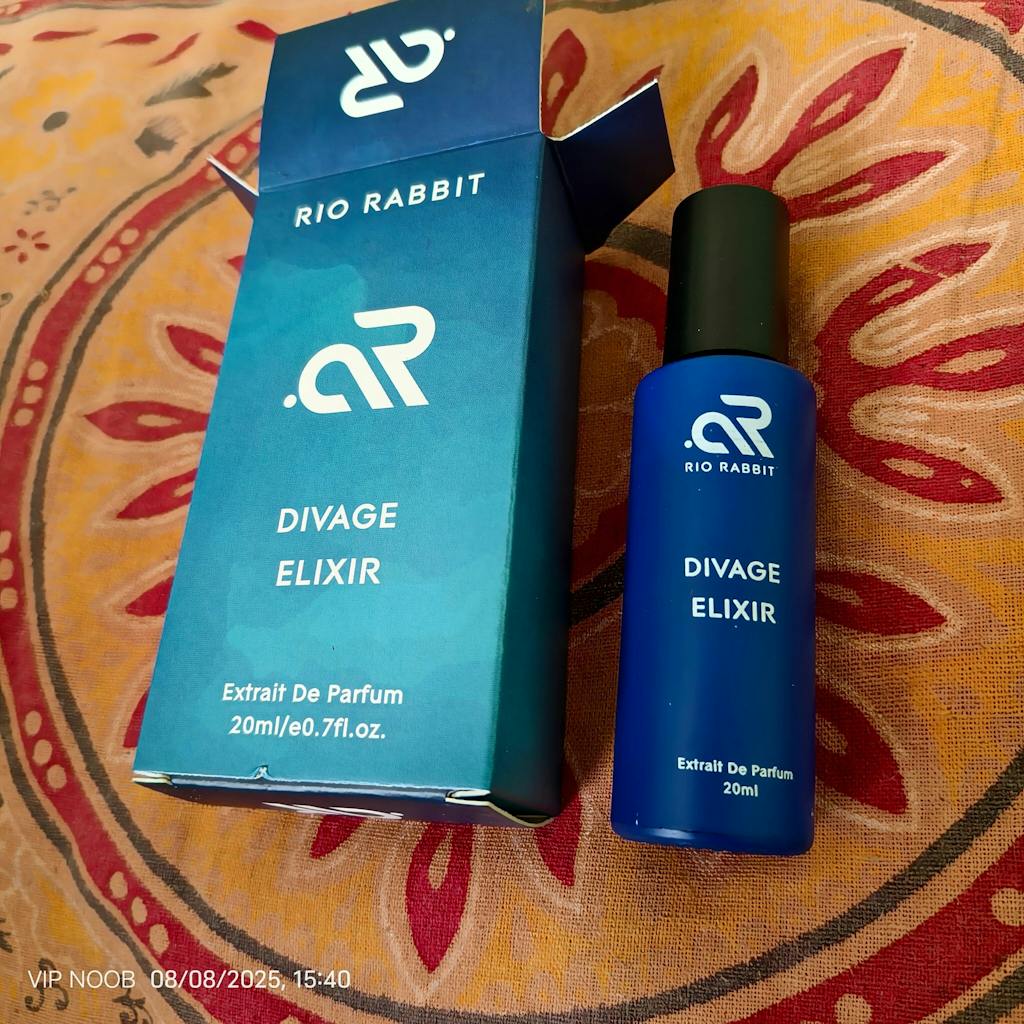 RIO RABBIT
DIVAGE
ELIXIR
Extrait De Parfum
20ml/e0.7fl.oz.
RIO RABBIT
DIVAGE
ELIXIR
Extrait De Parfum
20ml
VIP NOOB 08/08/2025, 15:40